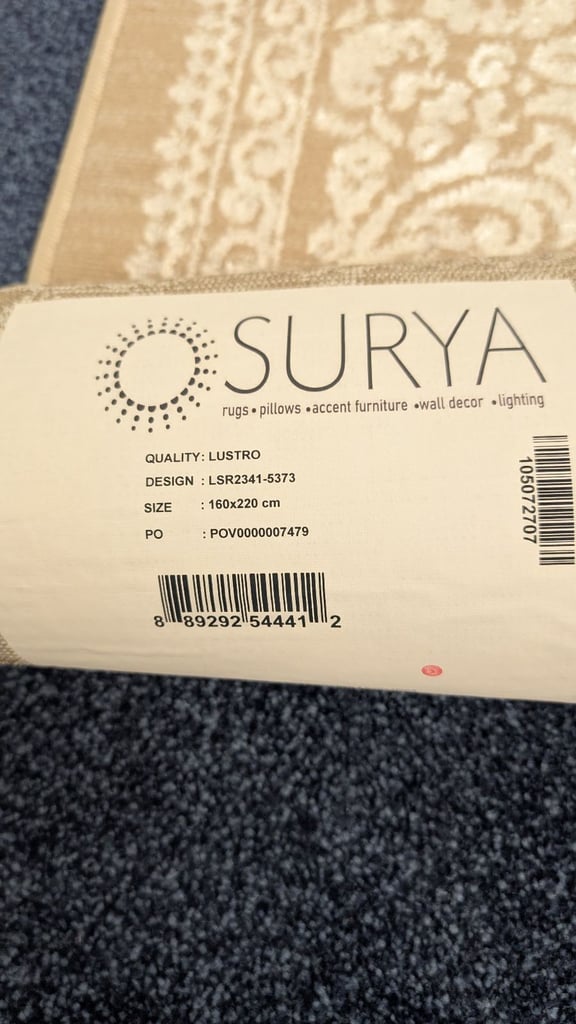 SURYA
rugs • pillows •accent furniture •wall decor •lighting
QUALITY: LUSTRO
DESIGN : LSR2341-5373
SIZE : 160x220 cm
PO : POV0000007479
8 89292 54441 2
105072707